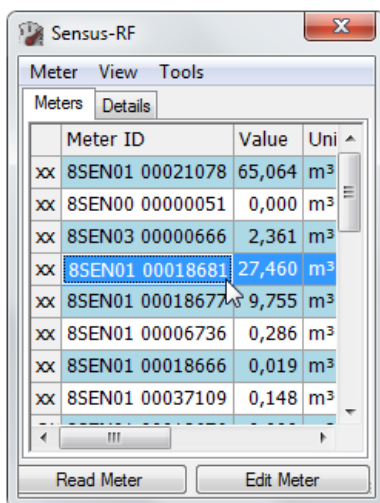 Sensus-RF
Meter View Tools
Meters Details
Meter ID Value Uni
xx 8SEN01 00021078 65,064 m³
xx 8SEN00 00000051 0,000 m³
xx 8SEN03 00000666 2,361 m³
xx 8SEN01 00018681 27,460 m³
xx 8SEN01 00018677 9,755 m³
xx 8SEN01 00006736 0,286 m³
xx 8SEN01 00018666 0,019 m³
xx 8SEN01 00037109 0,148 m³
Read Meter Edit Meter